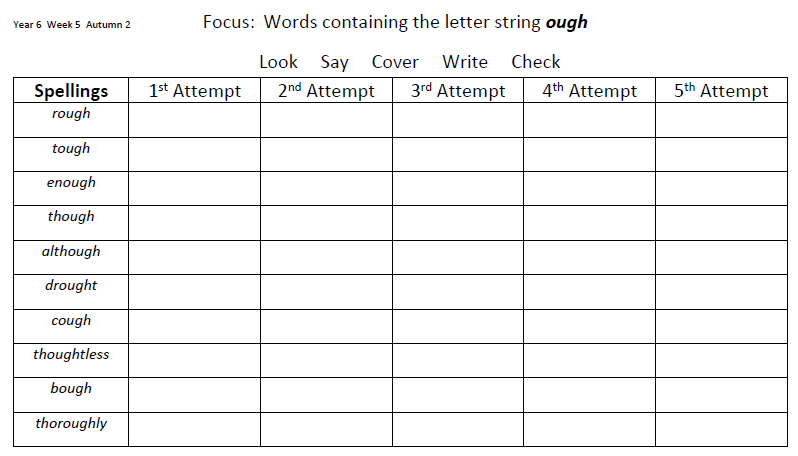 Year 6 Week 5 Autumn 2 Focus: Words containing the letter string ough
Look Say Cover Write Check
Spellings 1st Attempt 2nd Attempt 3rd Attempt 4th Attempt 5th Attempt
rough
tough
enough
though
although
drought
cough
thoughtless
bough
thoroughly